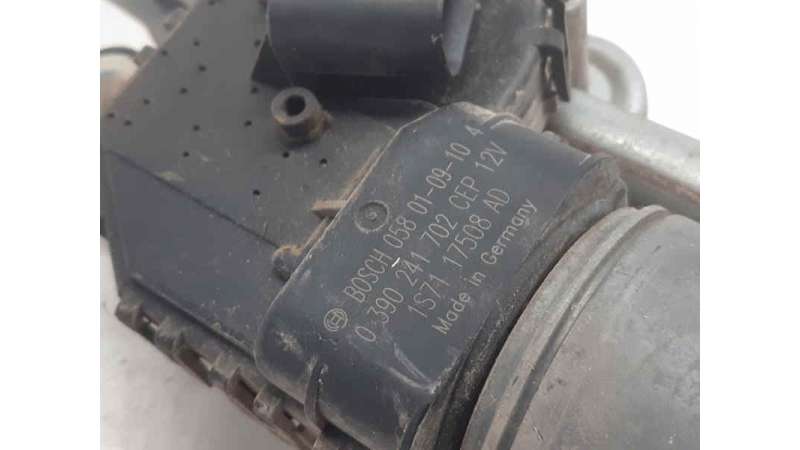 BOSCH 058 01-09-10 4
0 390 241 702 CEP 12V
1S71 17508 AD
Made in Germany